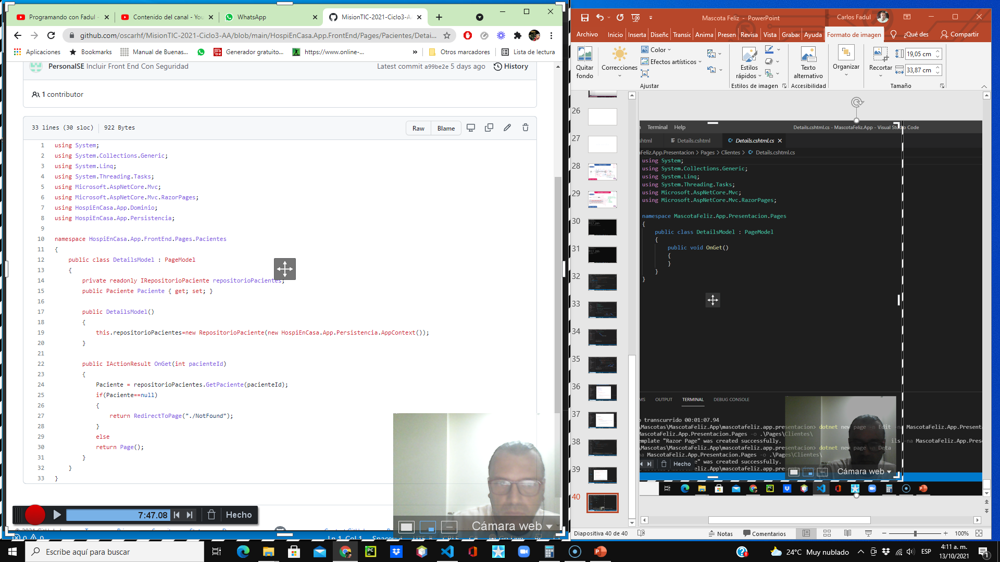 Programando con Fadul -
Contenido del canal - You
WhatsApp
MisionTIC-2021-Ciclo3-A
github.com/oscarhf/MisionTIC-2021-Ciclo3-AA/blob/main/HospiEnCasa.App.FrontEnd/Pages/Pacientes/Detai...
Aplicaciones
Bookmarks
Manual de Buenas...
Generador gratuito...
https://www.online-...
»
Otros marcadores
Lista de lectura
PersonalSE Incluir Front End Con Seguridad
Latest commit a99be2e 5 days ago
History
1 contributor
33 lines (30 sloc) 922 Bytes
Raw
Blame
1 using System;
2 using System.Collections.Generic;
3 using System.Linq;
4 using System.Threading.Tasks;
5 using Microsoft.AspNetCore.Mvc;
6 using Microsoft.AspNetCore.Mvc.RazorPages;
7 using HospiEnCasa.App.Dominio;
8 using HospiEnCasa.App.Persistencia;
9
10 namespace HospiEnCasa.App.FrontEnd.Pages.Pacientes
11 {
12 public class DetailsModel : PageModel
13 {
14 private readonly IRepositorioPaciente repositorioPacientes;
15 public Paciente Paciente { get; set; }
16
17 public DetailsModel()
18 {
19 this.repositorioPacientes=new RepositorioPaciente(new HospiEnCasa.App.Persistencia.AppContext());
20 }
21
22 public IActionResult OnGet(int pacienteId)
23 {
24 Paciente = repositorioPacientes.GetPaciente(pacienteId);
25 if(Paciente==null)
26 {
27 return RedirectToPage("./NotFound");
28 }
29 else
30 return Page();
31 }
32 }
33 }
7:47.08
Hecho
Cámara web
Mascota Feliz - PowerPoint
Carlos Fadul
Archivo
Inicio
Inserta
Diseñc
Transic
Anima
Presen
Revisa
Vista
Grabac
Ayuda
Formato de imagen
¿Qué des
Compartir
Quitar
fondo
Correcciones
Color
Efectos artísticos
Ajustar
Estilos
rápidos
Estilos de imagen
Texto
alternativo
Accesibilidad
Organizar
Recortar
19,05 cm
33,87 cm
Tamaño
26
27
28
29
30
31
32
33
34
35
36
37
38
39
40
Terminal Help
Details.cshtml.cs - MascotaFeliz.App - Visual Studio Code
shtml
Details.cshtml
Details.cshtml.cs
aFeliz.App.Presentacion > Pages > Clientes > Details.cshtml.cs
using System;
using System.Collections.Generic;
using System.Linq;
using System.Threading.Tasks;
using Microsoft.AspNetCore.Mvc;
using Microsoft.AspNetCore.Mvc.RazorPages;
namespace MascotaFeliz.App.Presentacion.Pages
{
public class DetailsModel : PageModel
{
public void OnGet()
{
}
}
}
MS
OUTPUT
TERMINAL
DEBUG CONSOLE
o transcurrido 00:01:07.94
\Mascotas\MascotaFeliz.App\mascotafeliz.app.presentacion> dotnet new page -n Edit -na MascotaFeliz.App.Presenta
MascotaFeliz.App.Presentacion.Pages -o .\Pages\Clientes\
emplate "Razor Page" was created successfully.
\Mascotas\MascotaFeliz.App\mascotafeliz.app.presentacion> dotnet new page -n Deta ils -na MascotaFeliz.App.Pres
na MascotaFeliz.App.Presentacion.Pages -o .\Pages\Clientes\
e" was created successfully.
Hecho
\Mascotas\MascotaFeliz.App\mascotafeliz.app.presentacion>
Cámara web
Diapositiva 40 de 40
Notas
Comentarios
100%
Ln 1, Col 1
Escribe aquí para buscar
24°C Muy nublado
ESP
4:11 a. m.
13/10/2021
1